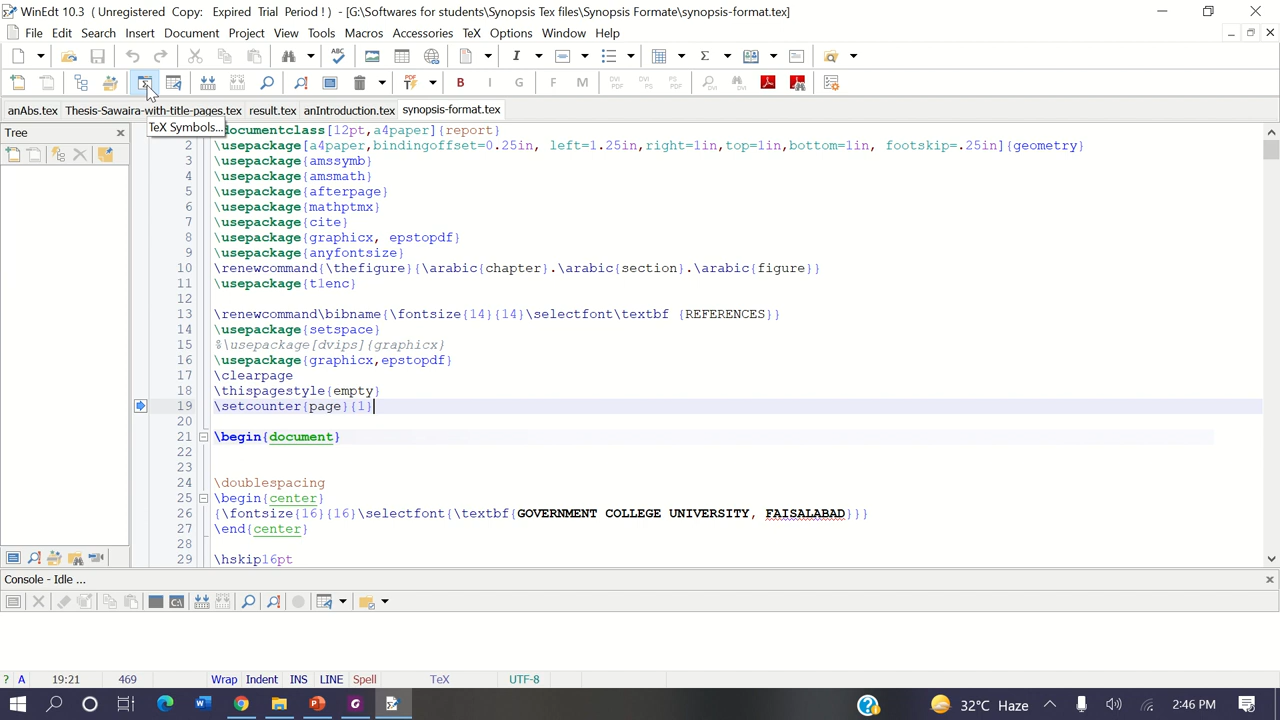 WinEdt 10.3 (Unregistered Copy: Expired Trial Period!) - [G:\Softwares for students\Synopsis Tex files\Synopsis Formate\synopsis-format.tex]
File Edit Search Insert Document Project View Tools Macros Accessories TeX Options Window Help
anAbs.tex Thesis-Sawaira-with-title-pages.tex result.tex anIntroduction.tex synopsis-format.tex
TeX Symbols...
Tree
documentclass[12pt,a4paper]{report}
2 \usepackage[a4paper,bindingoffset=0.25in, left=1.25in,right=1in,top=1in,bottom=1in, footskip=.25in]{geometry}
3 \usepackage{amssymb}
4 \usepackage{amsmath}
5 \usepackage{afterpage}
6 \usepackage{mathptmx}
7 \usepackage{cite}
8 \usepackage{graphicx, epstopdf}
9 \usepackage{anyfontsize}
10 \renewcommand{\thefigure}{\arabic{chapter}.\arabic{section}.\arabic{figure}}
11 \usepackage{t1enc}
12
13 \renewcommand\bibname{\fontsize{14}{14}\selectfont\textbf {REFERENCES}}
14 \usepackage{setspace}
15 %\usepackage[dvips]{graphicx}
16 \usepackage{graphicx,epstopdf}
17 \clearpage
18 \thispagestyle{empty}
19 \setcounter{page}{1}
20
21 \begin{document}
22
23
24 \doublespacing
25 \begin{center}
26 {\fontsize{16}{16}\selectfont{\textbf{GOVERNMENT COLLEGE UNIVERSITY, FAISALABAD}}}
27 \end{center}
28
29 \hskip16pt
Console - Idle ...
? A 19:21 469 Wrap Indent INS LINE Spell TeX UTF-8
32°C Haze 2:46 PM